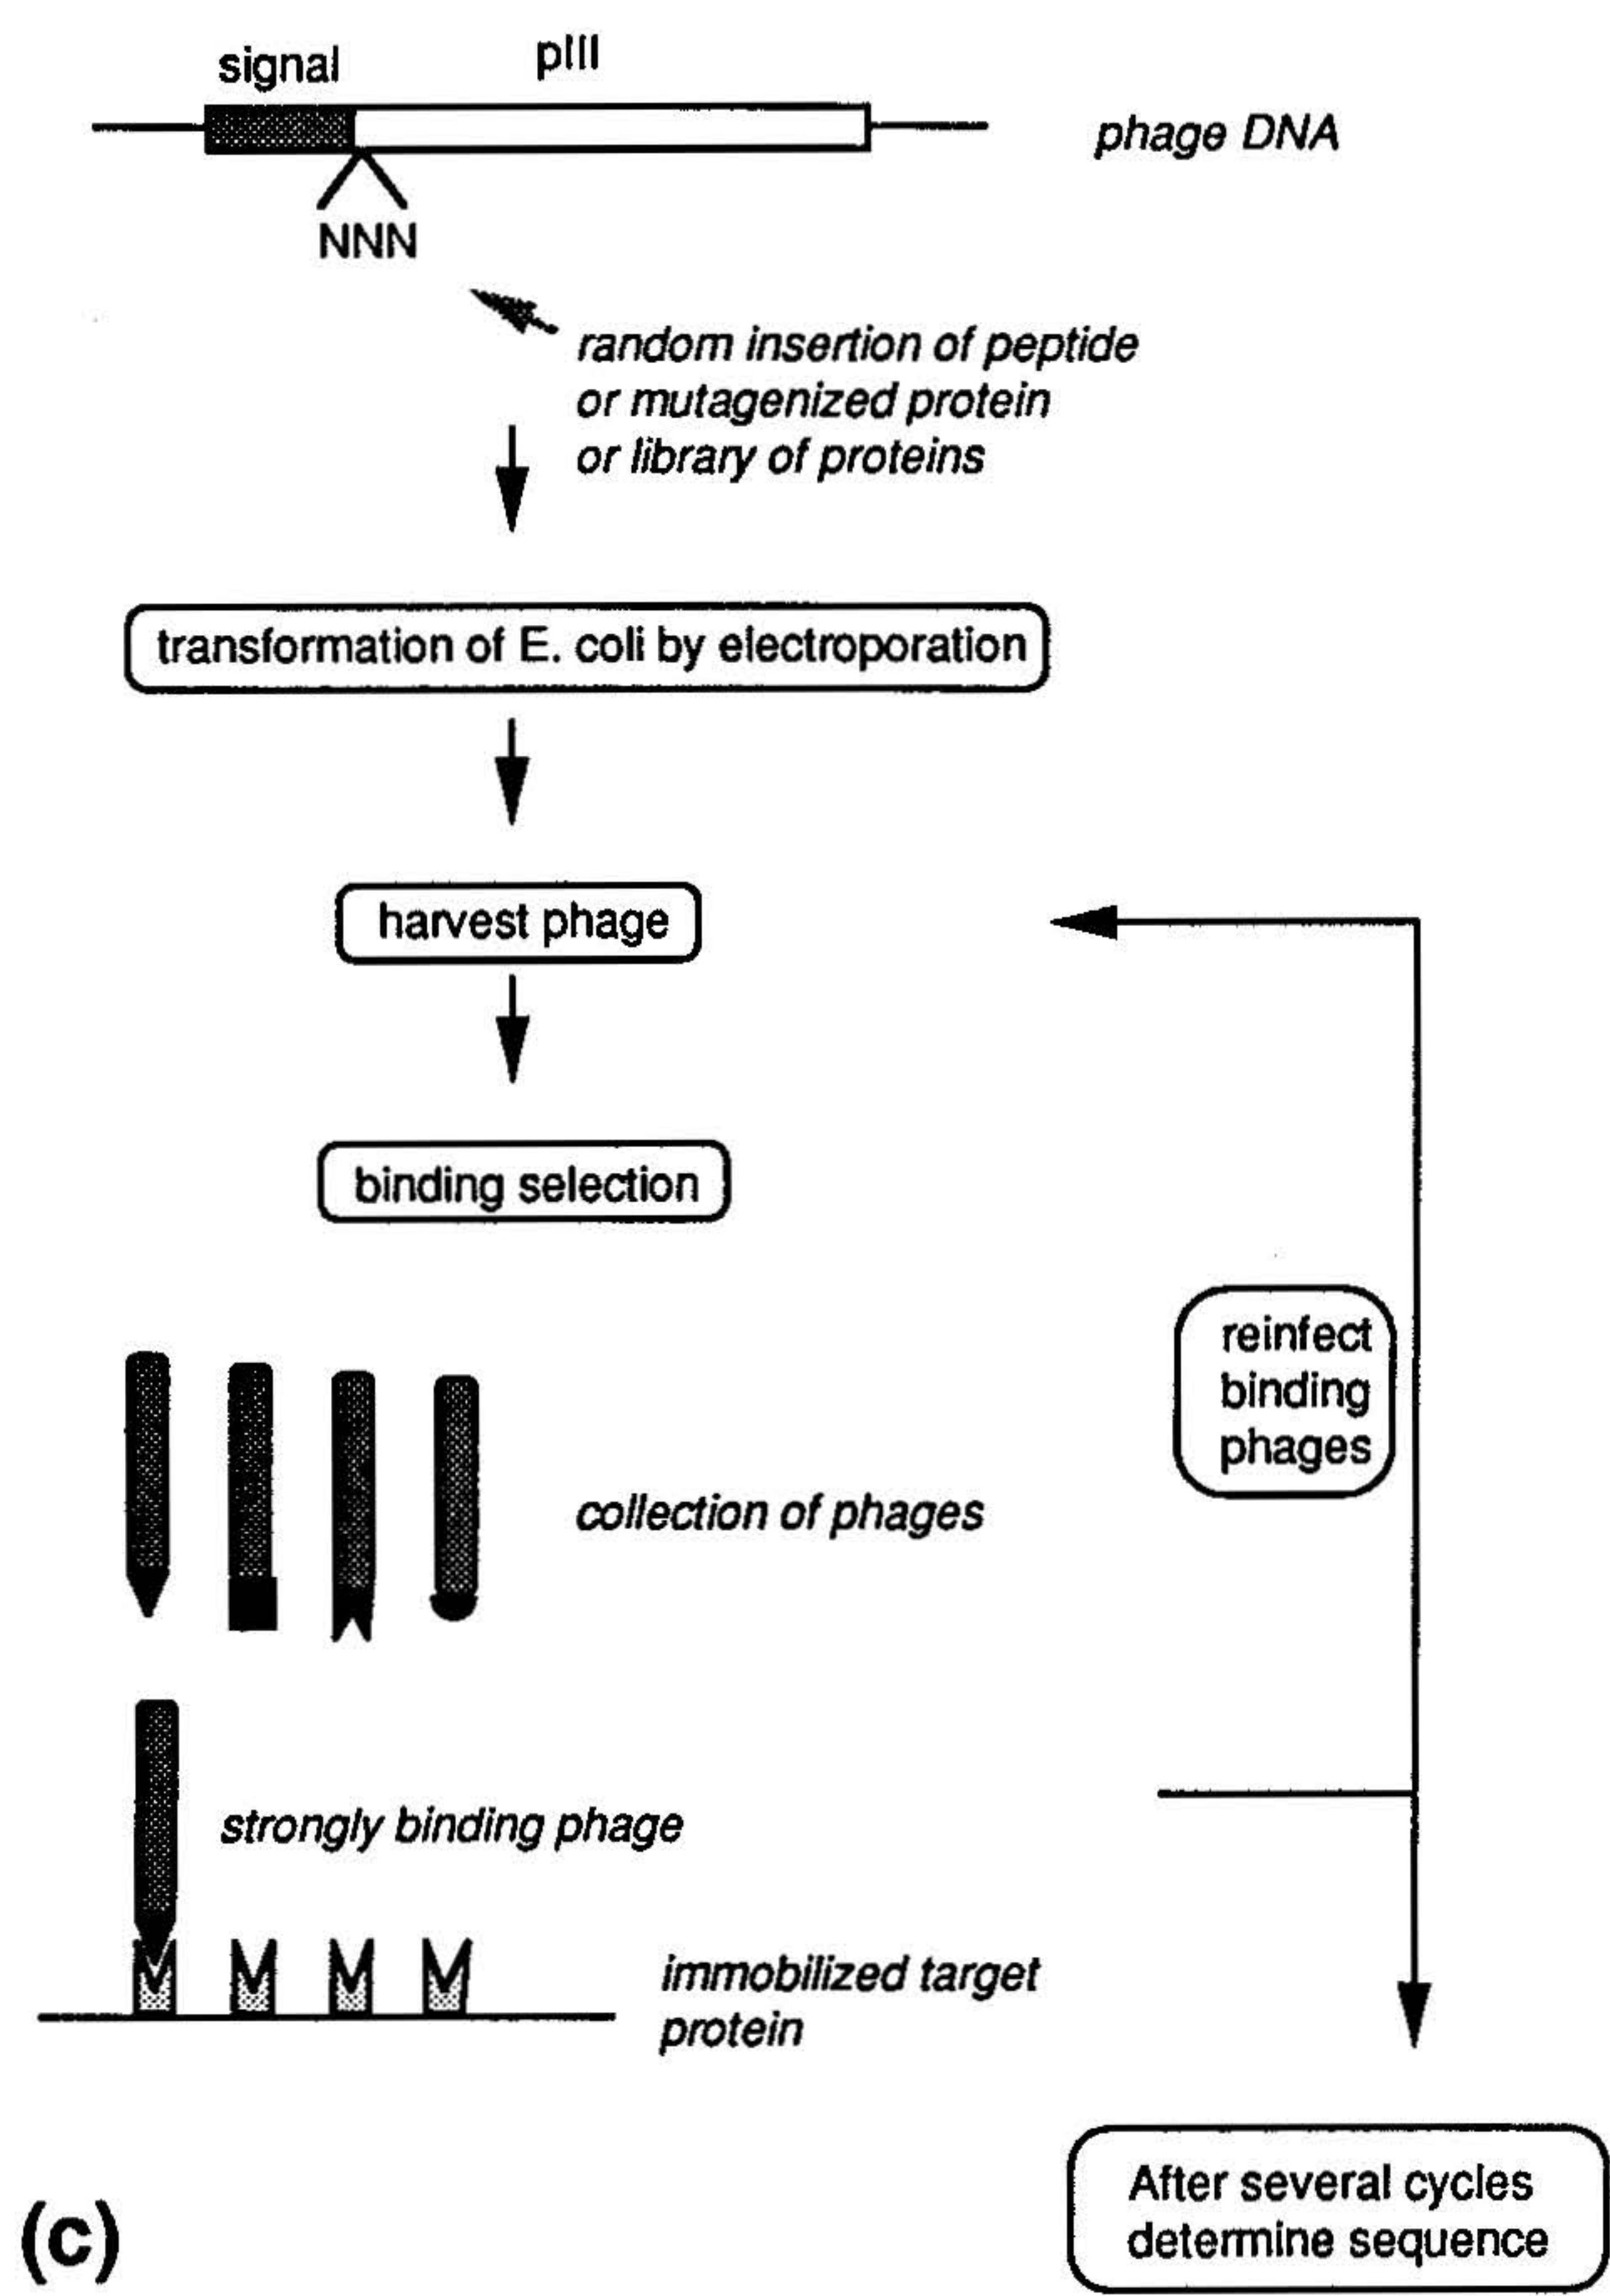 signal
pIII
phage DNA
NNN
random insertion of peptide
or mutagenized protein
or library of proteins
transformation of E. coli by electroporation
harvest phage
binding selection
reinfect
binding
phages
collection of phages
strongly binding phage
immobilized target
protein
After several cycles
determine sequence
(c)